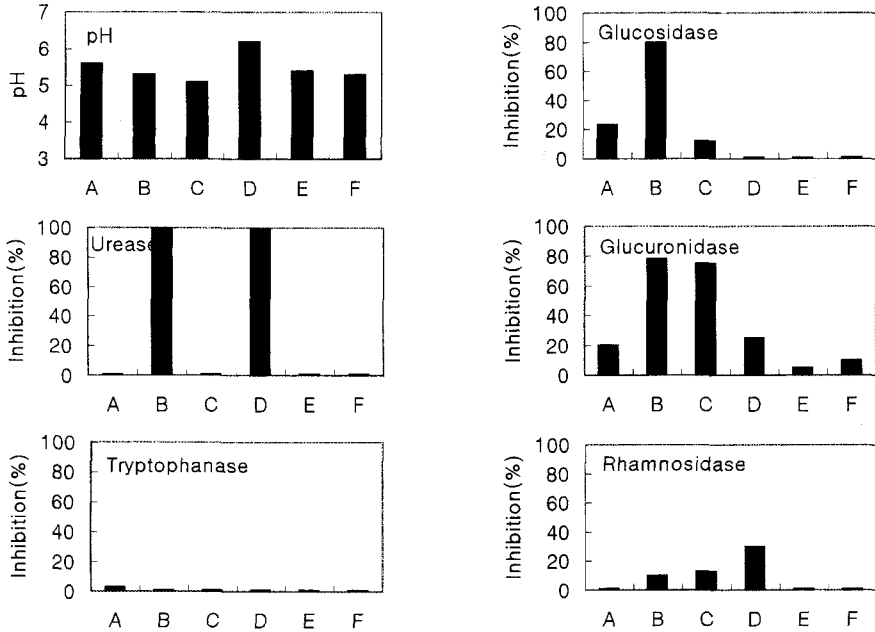 pH
pH
7
6
5
4
3
A B C D E F
Glucosidase
Inhibition(%)
100
80
60
40
20
0
A B C D E F
Urease
Inhibition(%)
100
80
60
40
20
0
A B C D E F
Glucuronidase
Inhibition(%)
100
80
60
40
20
0
A B C D E F
Tryptophanase
Inhibition(%)
100
80
60
40
20
0
A B C D E F
Rhamnosidase
Inhibition(%)
100
80
60
40
20
0
A B C D E F